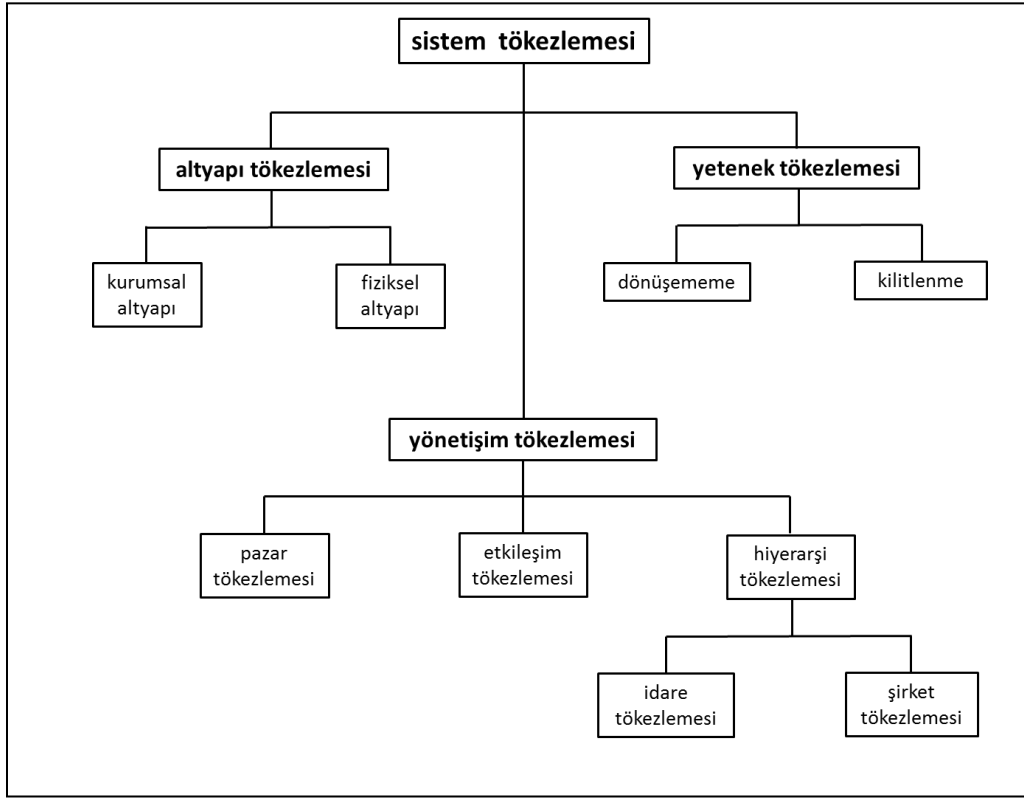 sistem tökezlemesi
altyapı tökezlemesi
yetenek tökezlemesi
kurumsal
altyapı
fiziksel
altyapı
dönüşememe
kilitlenme
yönetişim tökezlemesi
pazar
tökezlemesi
etkileşim
tökezlemesi
hiyerarşi
tökezlemesi
idare
tökezlemesi
şirket
tökezlemesi